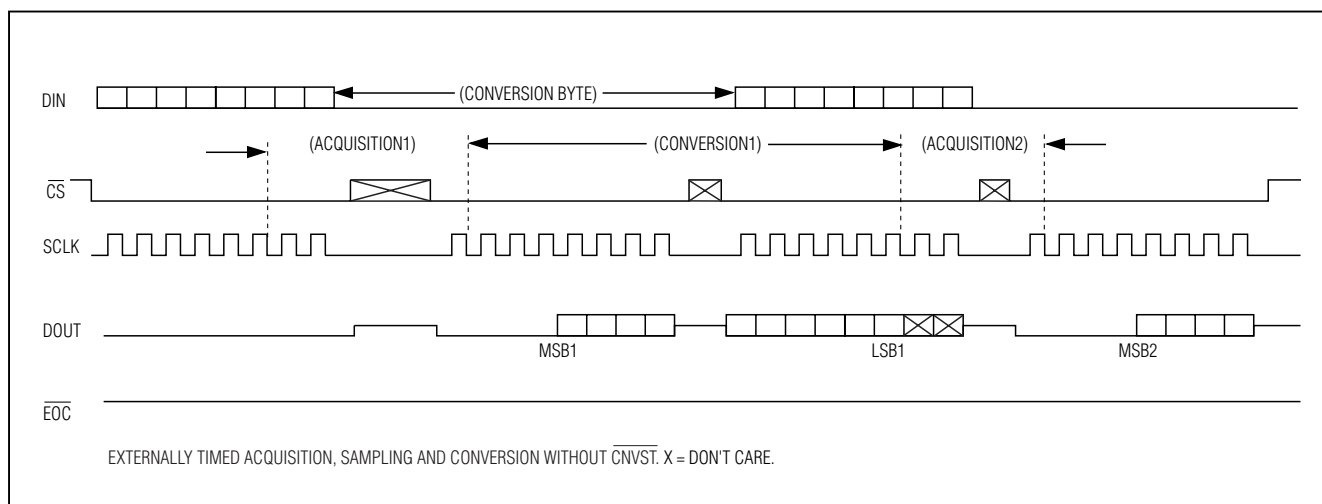 DIN
(CONVERSION BYTE)
(ACQUISITION1) (CONVERSION1) (ACQUISITION2)
CS
SCLK
DOUT
MSB1 LSB1 MSB2
EOC
EXTERNALLY TIMED ACQUISITION, SAMPLING AND CONVERSION WITHOUT CNVST. X = DON'T CARE.